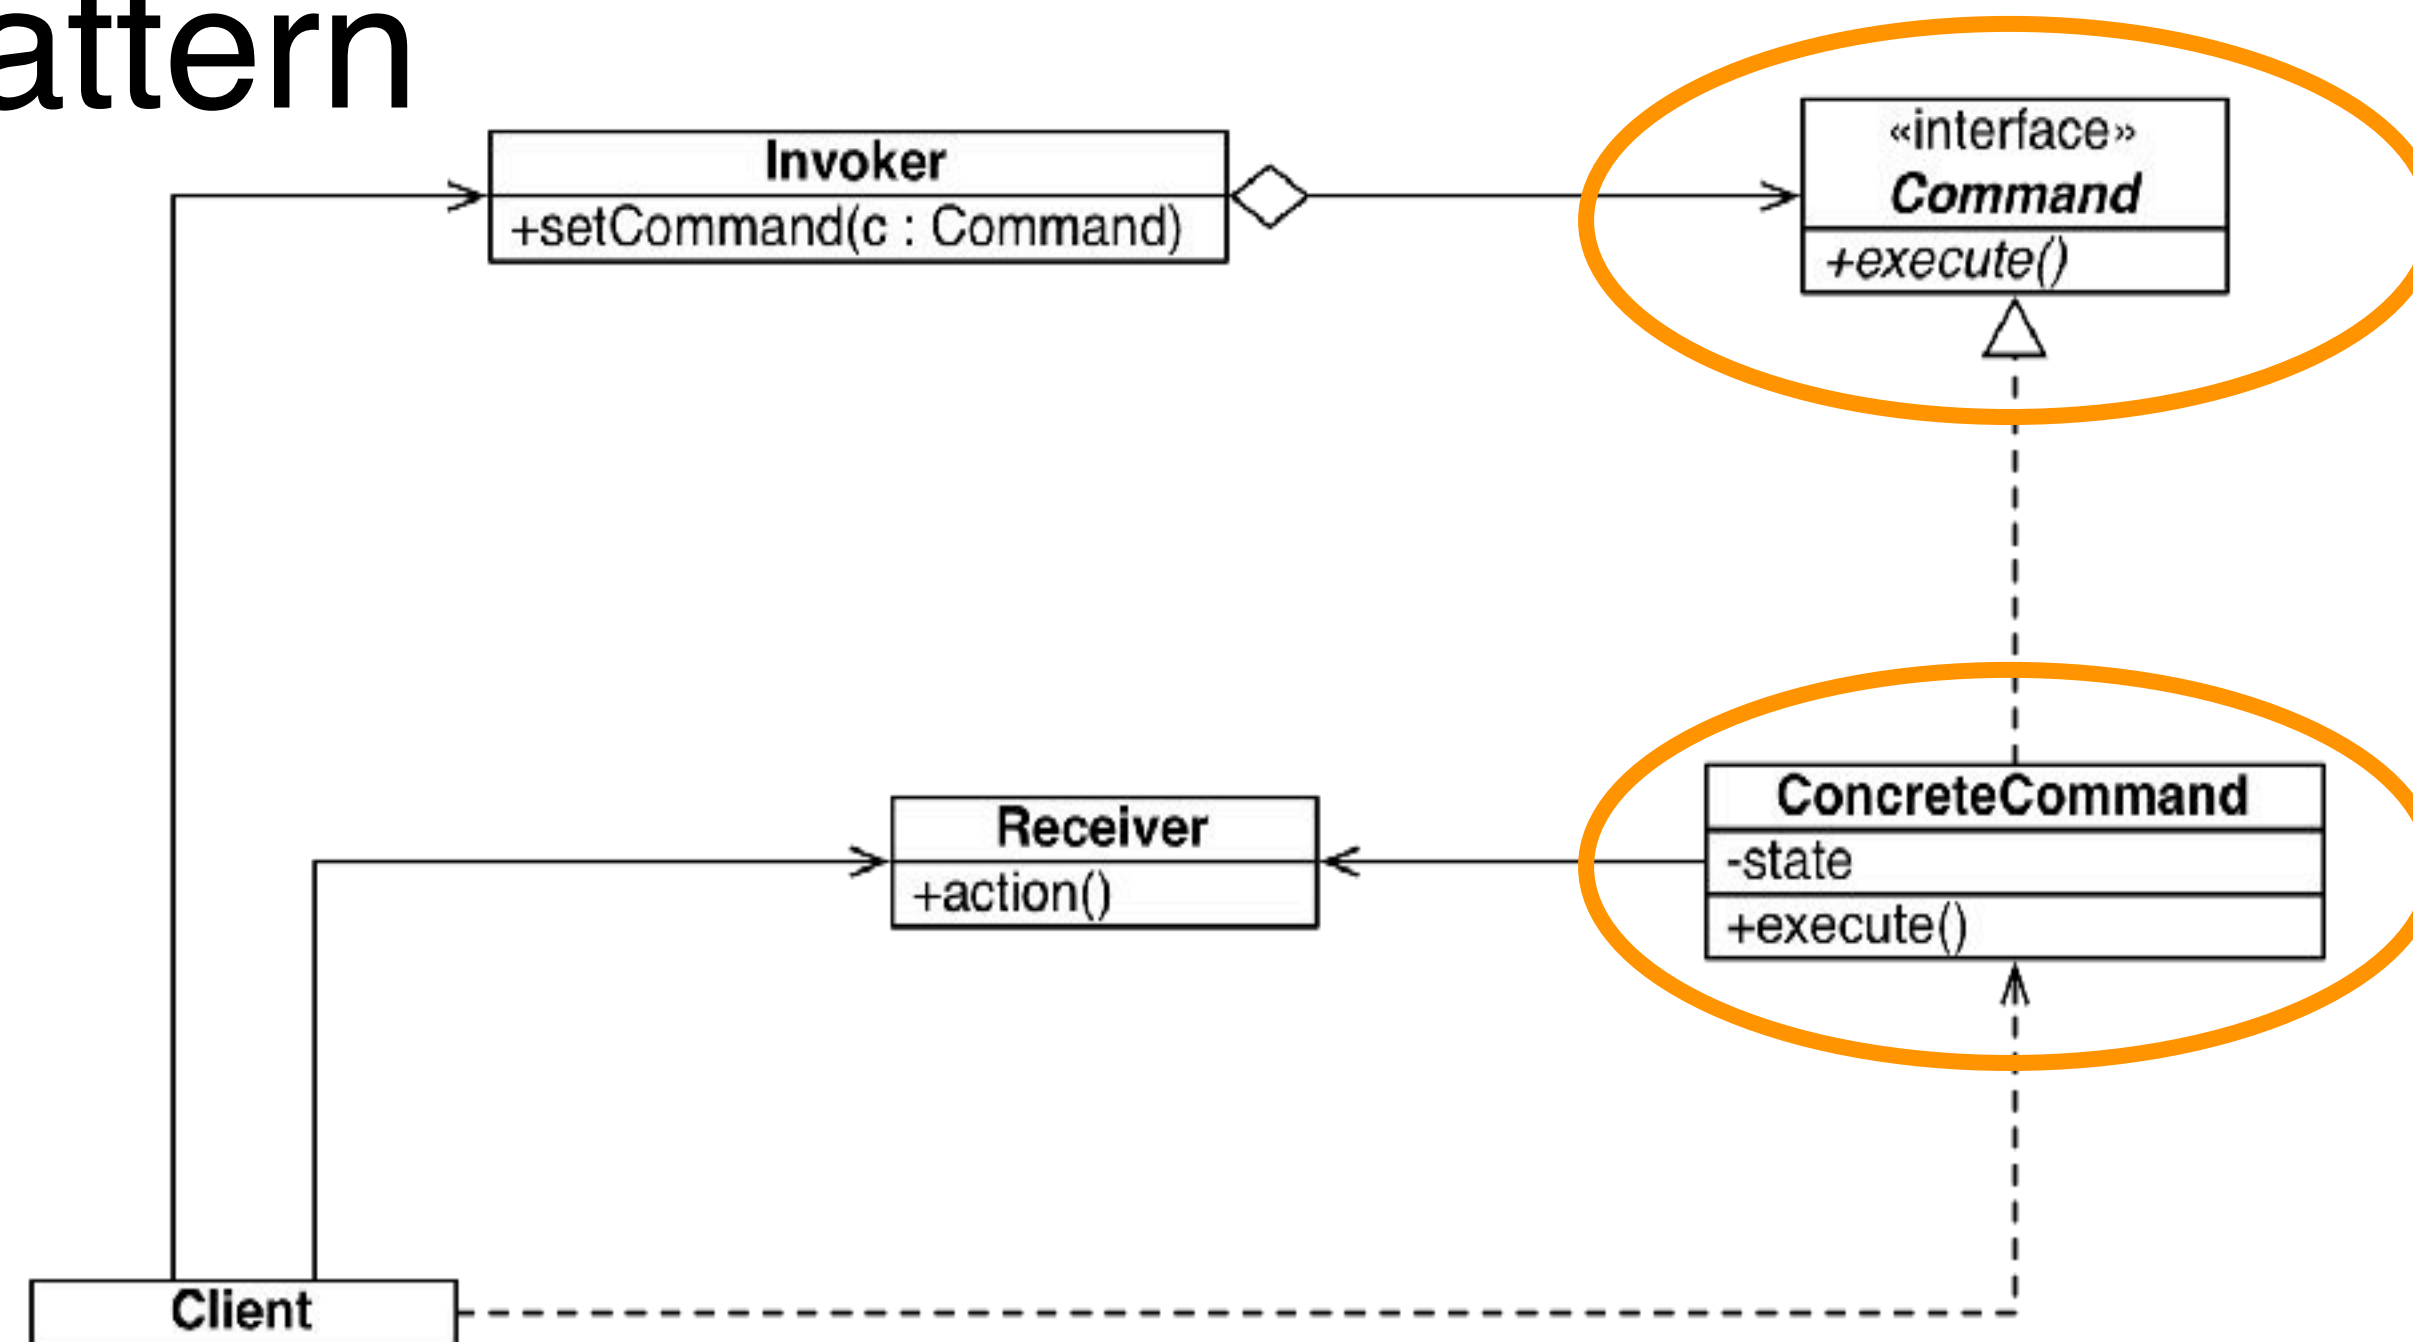 attern
Invoker
+setCommand(c : Command)
«interface»
Command
+execute()
Receiver
+action()
ConcreteCommand
-state
+execute()
Client